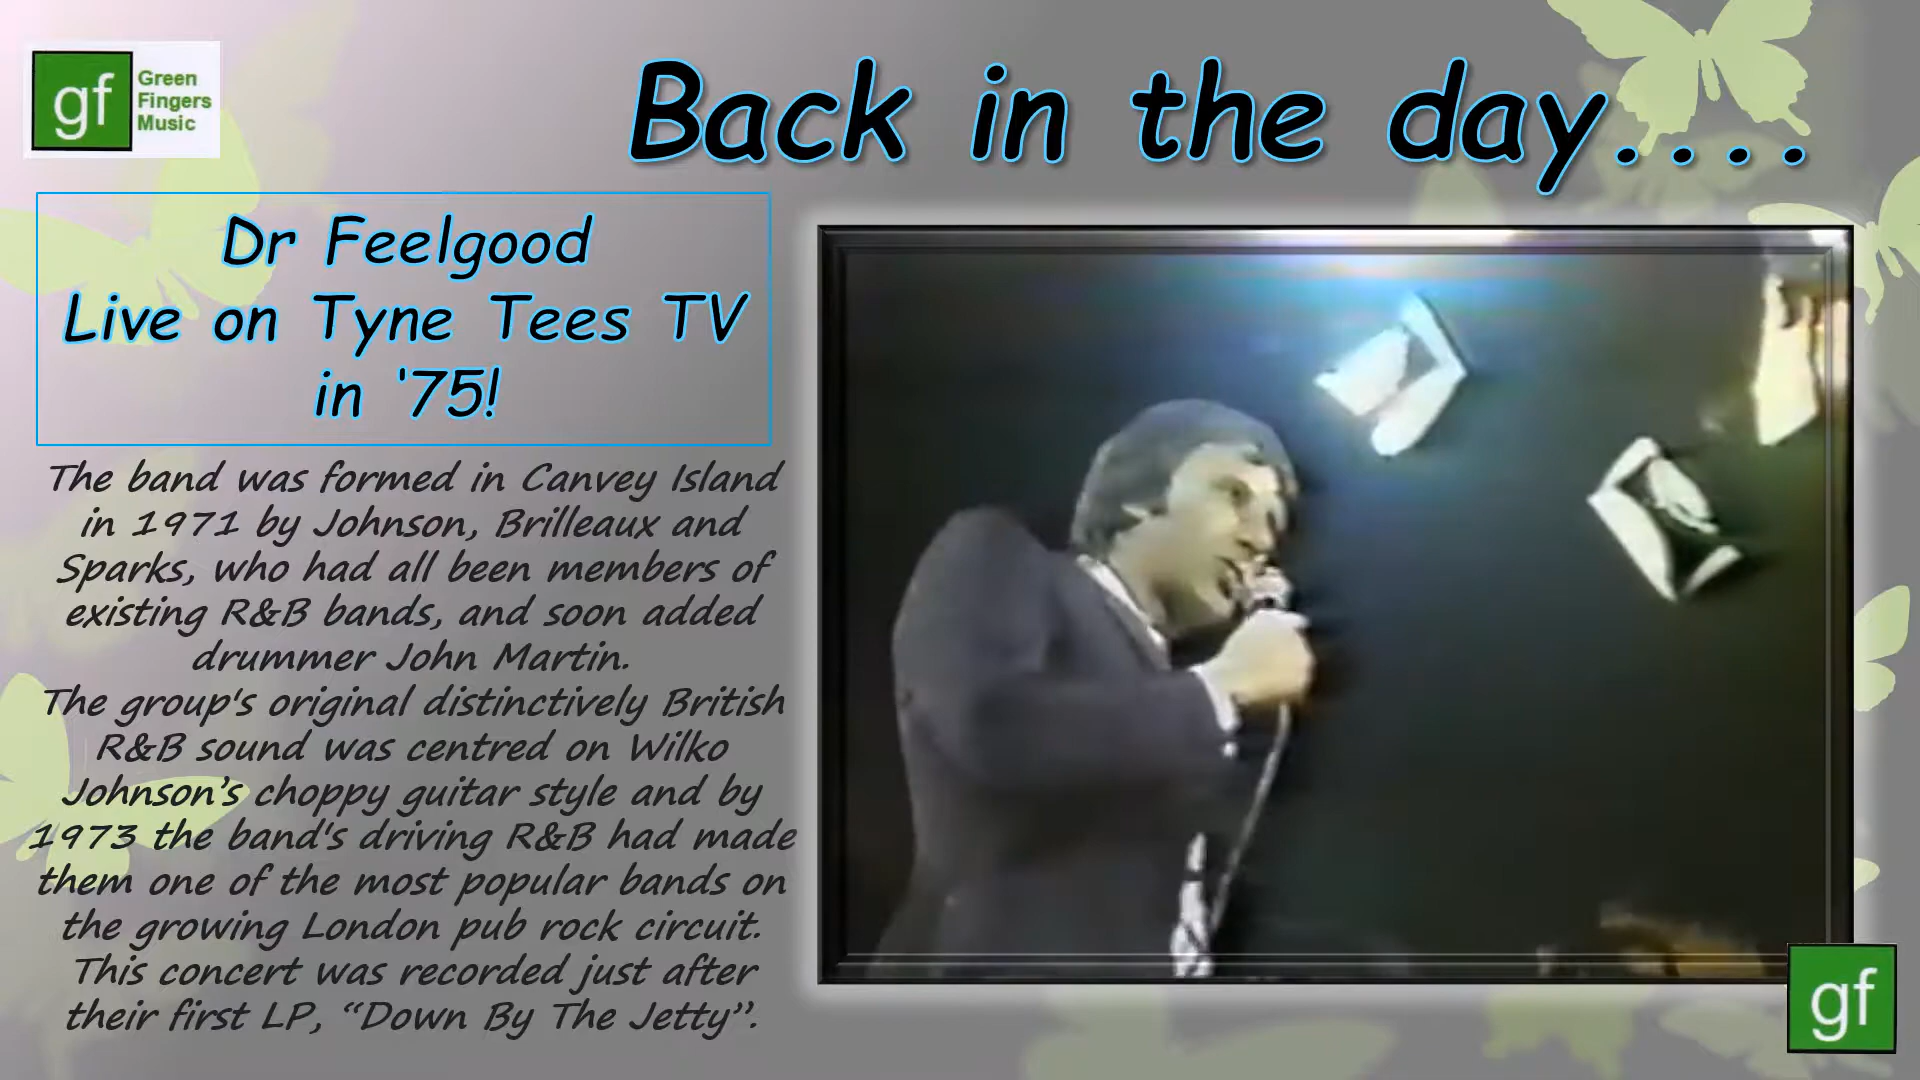 gf
Green
Fingers
Music
Back in the day....
Dr Feelgood
Live on Tyne Tees TV
in '75!
The band was formed in Canvey Island
in 1971 by Johnson, Brilleaux and
Sparks, who had all been members of
existing R&B bands, and soon added
drummer John Martin.
The group's original distinctively British
R&B sound was centred on Wilko
Johnson’s choppy guitar style and by
1973 the band's driving R&B had made
them one of the most popular bands on
the growing London pub rock circuit.
This concert was recorded just after
their first LP, “Down By The Jetty”.
gf